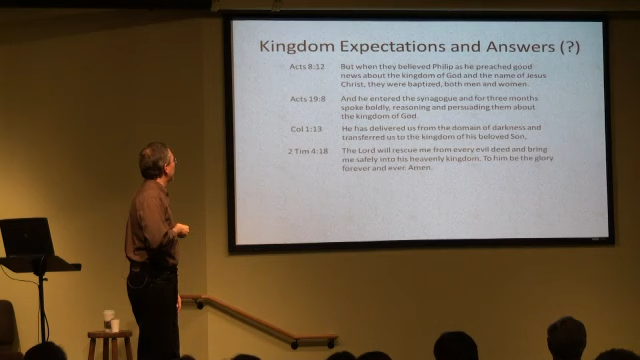 Kingdom Expectations and Answers (?)
Acts 8:12 But when they believed Philip as he preached good
news about the kingdom of God and the name of Jesus
Christ, they were baptized, both men and women.
Acts 19:8 And he entered the synagogue and for three months
spoke boldly, reasoning and persuading them about
the kingdom of God
Col 1:13 He has delivered us from the domain of darkness and
transferred us to the kingdom of his beloved Son,
2 Tim 4:18 The Lord will rescue me from every evil deed and bring
me safely into his heavenly kingdom. To him be the glory
forever and ever. Amen.